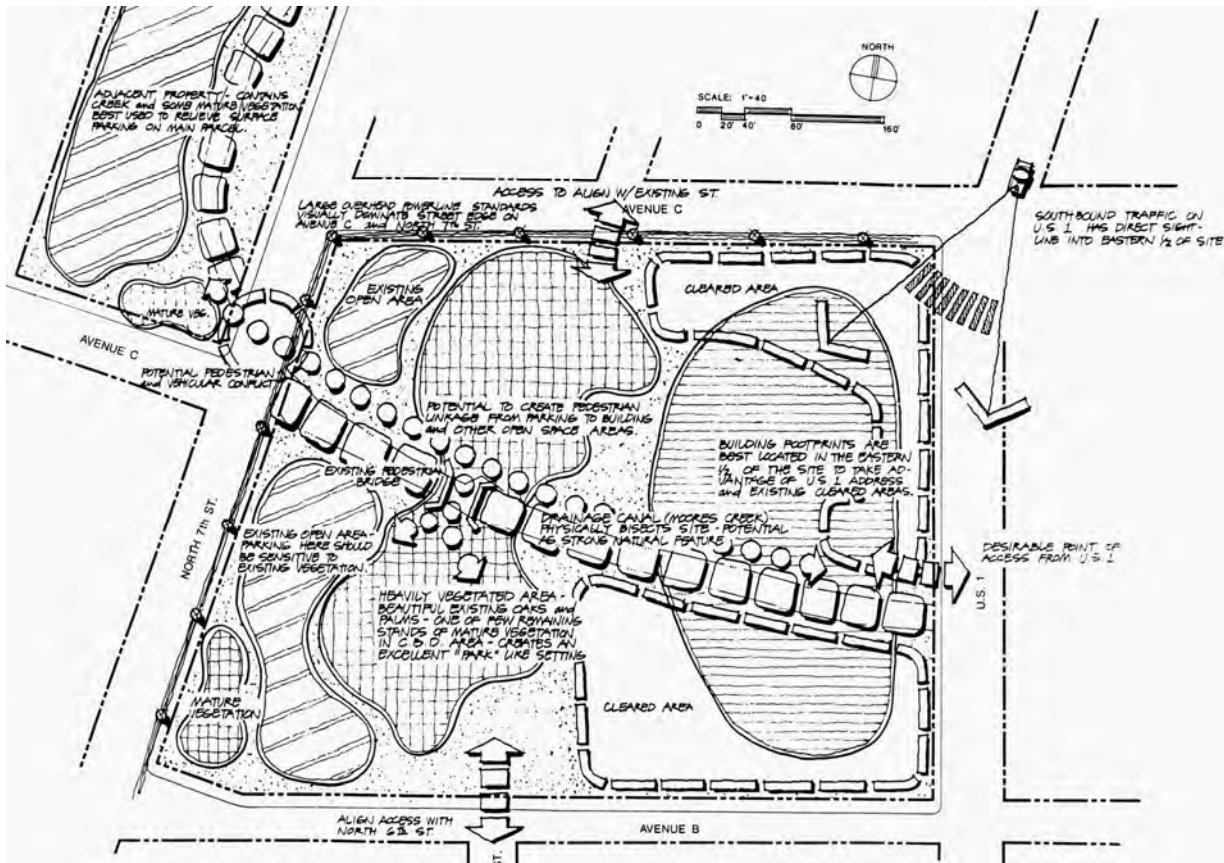 NORTH
SCALE: 1"=40
0 20' 40' 80' 160'
ADJACENT PROPERTY - CONTAINS
CREEK and SOME MATURE VEGETATION
BEST USED TO RELIEVE SURFACE
PARKING ON MAIN PARCEL.
ACCESS TO ALIGN W/EXISTING ST.
AVENUE C
LARGE OVERHEAD POWERLINE STANDARDS
VISUALLY DOMINATE STREET EDGE ON
AVENUE C and NORTH 7th ST.
SOUTHBOUND TRAFFIC ON
U.S 1 HAS DIRECT SIGHT-
LINE INTO EASTERN 1/2 OF SITE
EXISTING
OPEN AREA
CLEARED AREA
MATURE VEG.
AVENUE C
POTENTIAL PEDESTRIAN
and VEHICULAR CONFLICT
POTENTIAL TO CREATE PEDESTRIAN
LINKAGE FROM PARKING TO BUILDING
and OTHER OPEN SPACE AREAS.
BUILDING FOOTPRINTS ARE
BEST LOCATED IN THE EASTERN
1/2 OF THE SITE TO TAKE AD-
VANTAGE OF U.S 1 ADDRESS
and EXISTING CLEARED AREAS.
EXISTING PEDESTRIAN
BRIDGE
DRAINAGE CANAL (MOORES CREEK)
PHYSICALLY BISECTS SITE - POTENTIAL
AS STRONG NATURAL FEATURE
NORTH 7th ST.
EXISTING OPEN AREA-
PARKING HERE SHOULD
BE SENSITIVE TO
EXISTING VEGETATION.
DESIRABLE POINT OF
ACCESS FROM U.S.1
U.S. 1
HEAVILY VEGETATED AREA -
BEAUTIFUL EXISTING OAKS and
PALMS - ONE OF FEW REMAINING
STANDS OF MATURE VEGETATION
IN C.B.D. AREA - CREATES AN
EXCELLENT "PARK" LIKE SETTING
MATURE
VEGETATION
CLEARED AREA
ALIGN ACCESS WITH
NORTH 6th ST.
AVENUE B
ST.